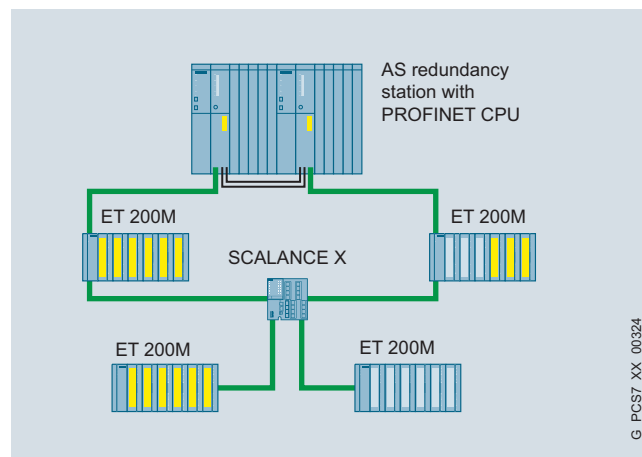 AS redundancy
station with
PROFINET CPU
ET 200M
ET 200M
SCALANCE X
ET 200M
ET 200M
G_PCS7_XX_00324